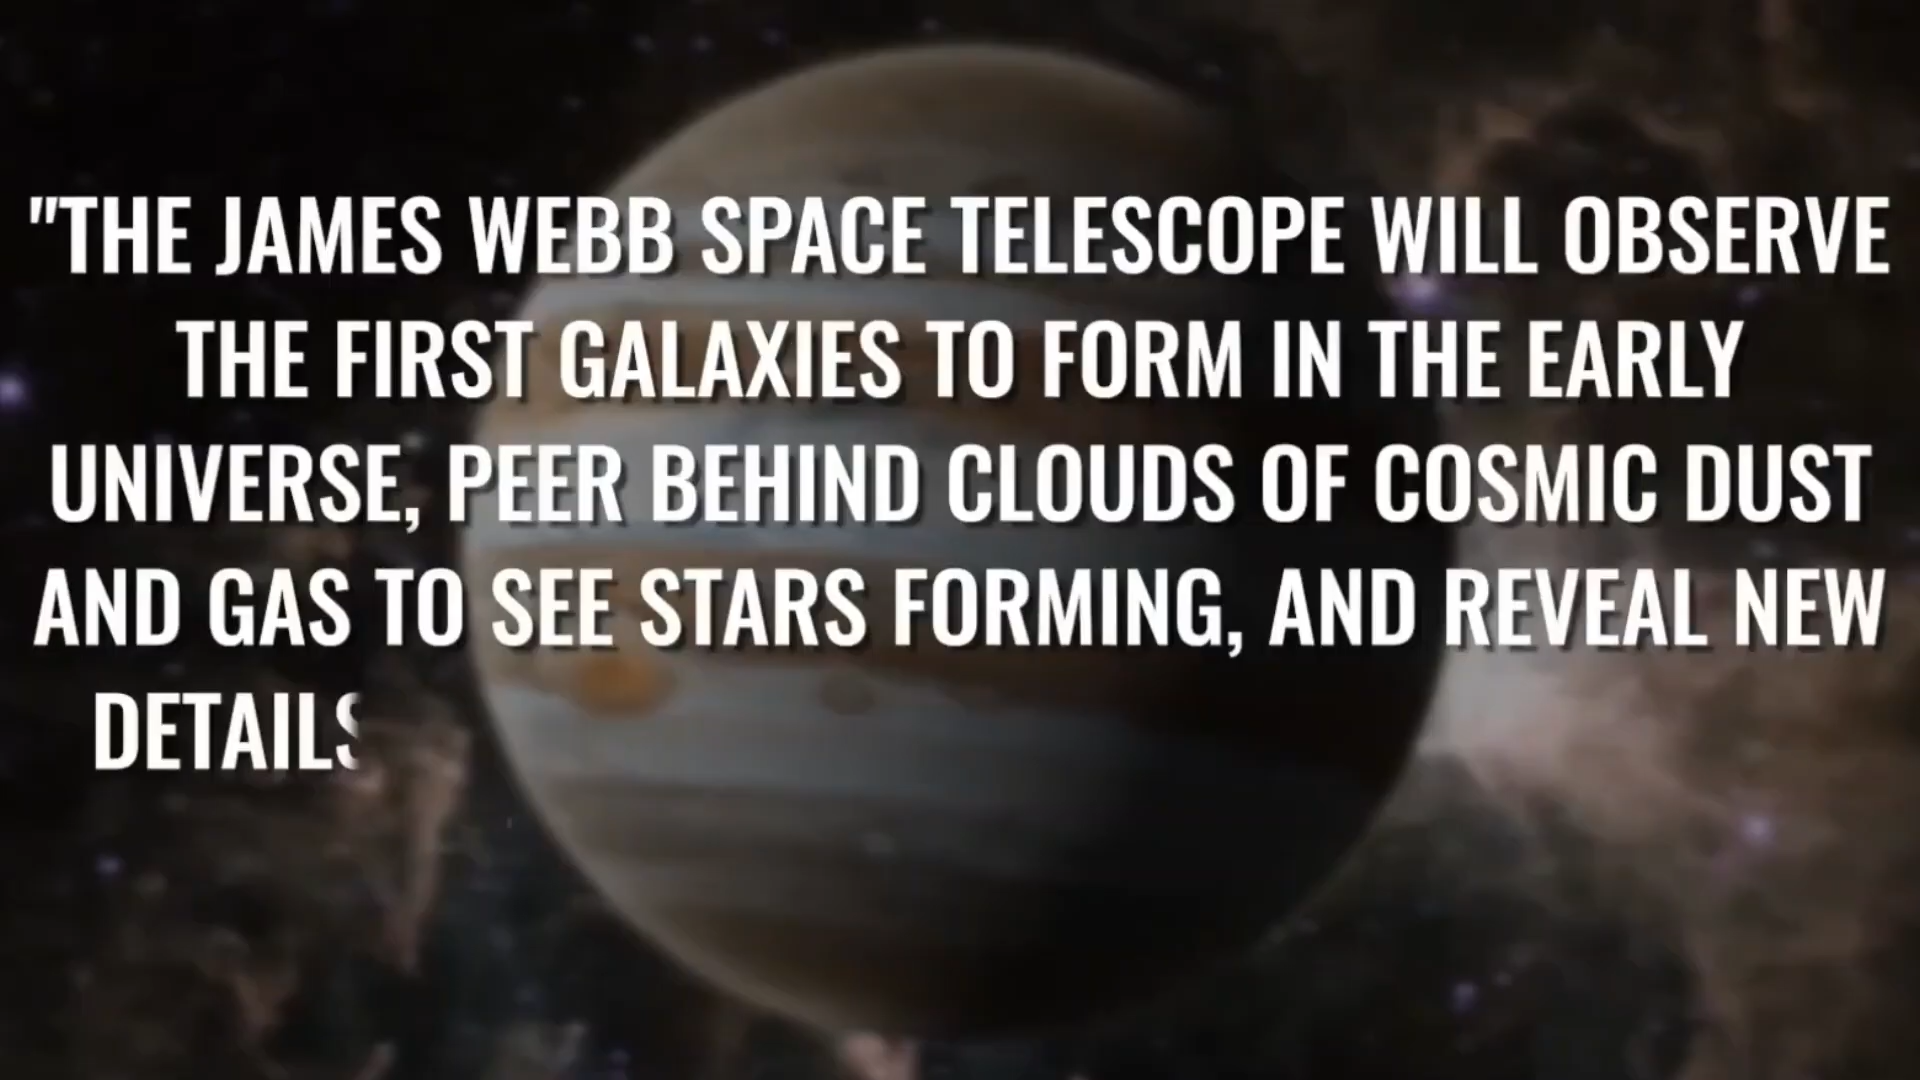 "THE JAMES WEBB SPACE TELESCOPE WILL OBSERVE
THE FIRST GALAXIES TO FORM IN THE EARLY
UNIVERSE, PEER BEHIND CLOUDS OF COSMIC DUST
AND GAS TO SEE STARS FORMING, AND REVEAL NEW
DETAILS